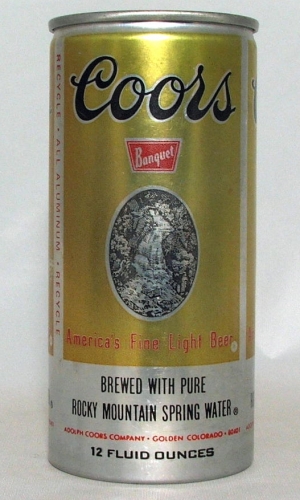 Coors
Banquet
America's Fine Light Beer
BREWED WITH PURE
ROCKY MOUNTAIN SPRING WATER®
ADOLPH COORS COMPANY • GOLDEN COLORADO • 80401
12 FLUID OUNCES
RECYCLE • ALL ALUMINUM • RECYCLE